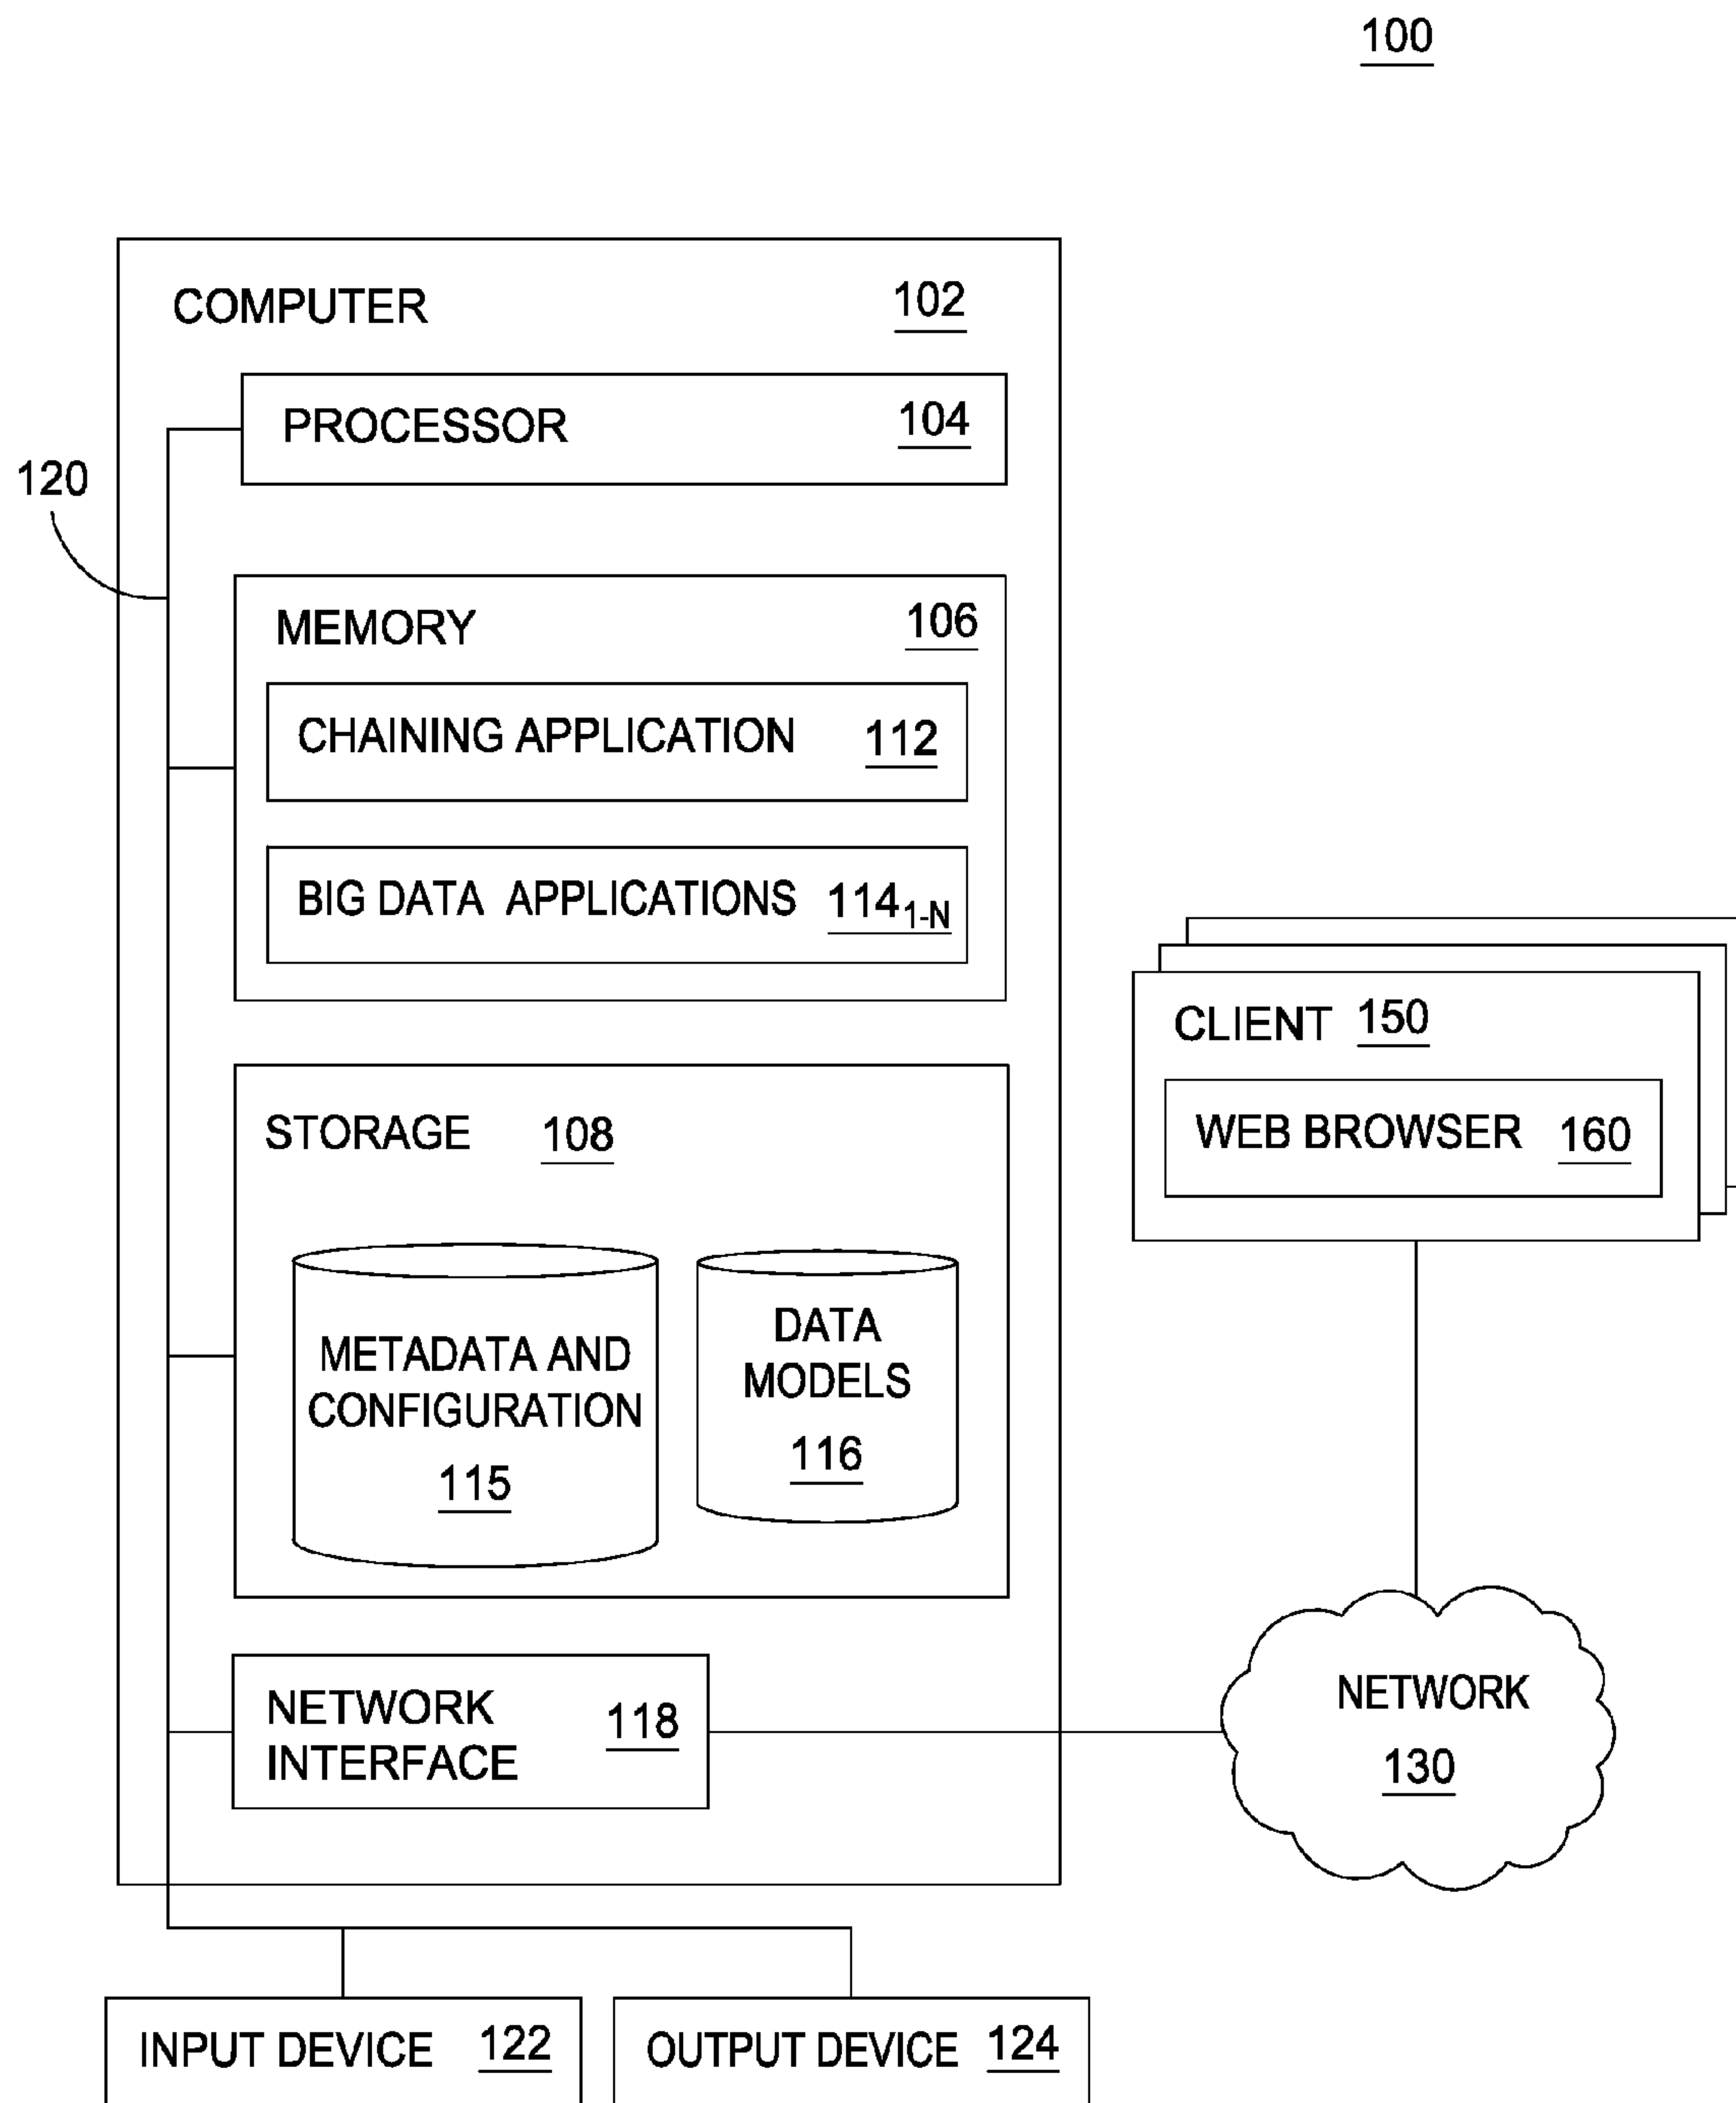 100
COMPUTER 102
PROCESSOR 104
120
MEMORY 106
CHAINING APPLICATION 112
BIG DATA APPLICATIONS 114₁₋N
CLIENT 150
WEB BROWSER 160
STORAGE 108
METADATA AND
CONFIGURATION
115
DATA
MODELS
116
NETWORK
INTERFACE 118
NETWORK
130
INPUT DEVICE 122
OUTPUT DEVICE 124